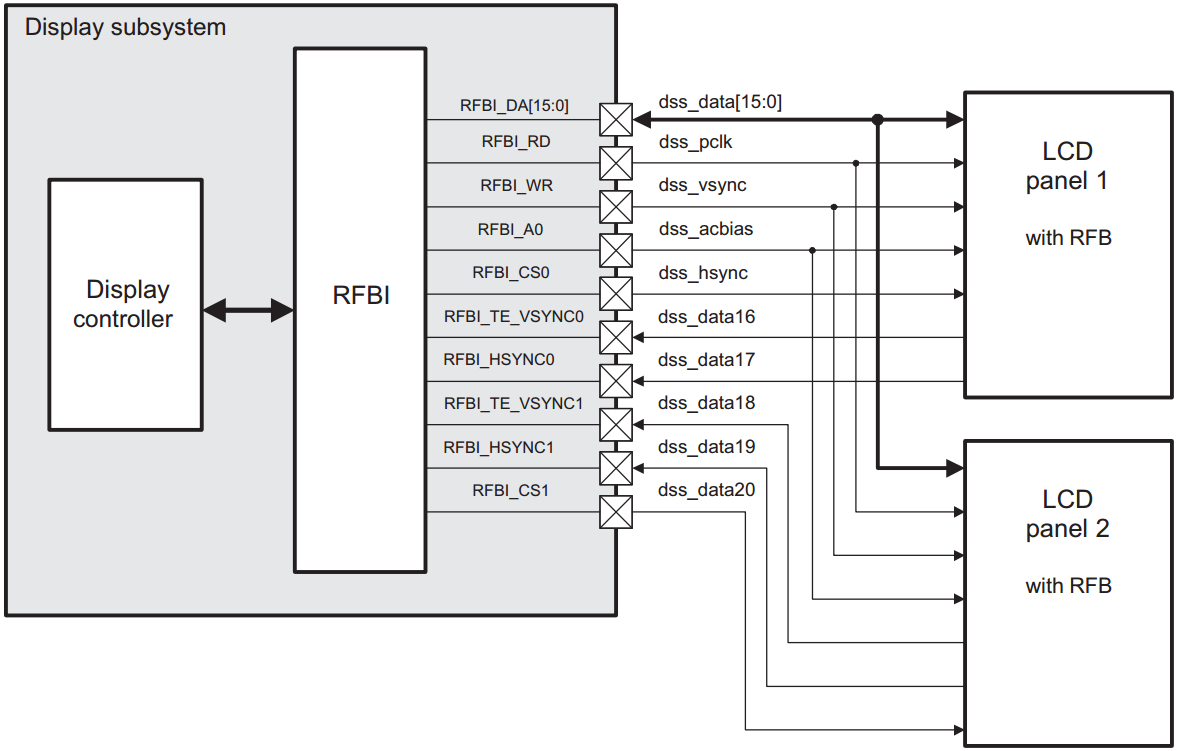 Display subsystem
RFBI_DA[15:0]
dss_data[15:0]
RFBI_RD
dss_pclk
RFBI_WR
dss_vsync
RFBI_A0
dss_acbias
RFBI_CS0
dss_hsync
RFBI_TE_VSYNC0
dss_data16
RFBI_HSYNC0
dss_data17
RFBI_TE_VSYNC1
dss_data18
RFBI_HSYNC1
dss_data19
RFBI_CS1
dss_data20
Display
controller
RFBI
LCD
panel 1
with RFB
LCD
panel 2
with RFB